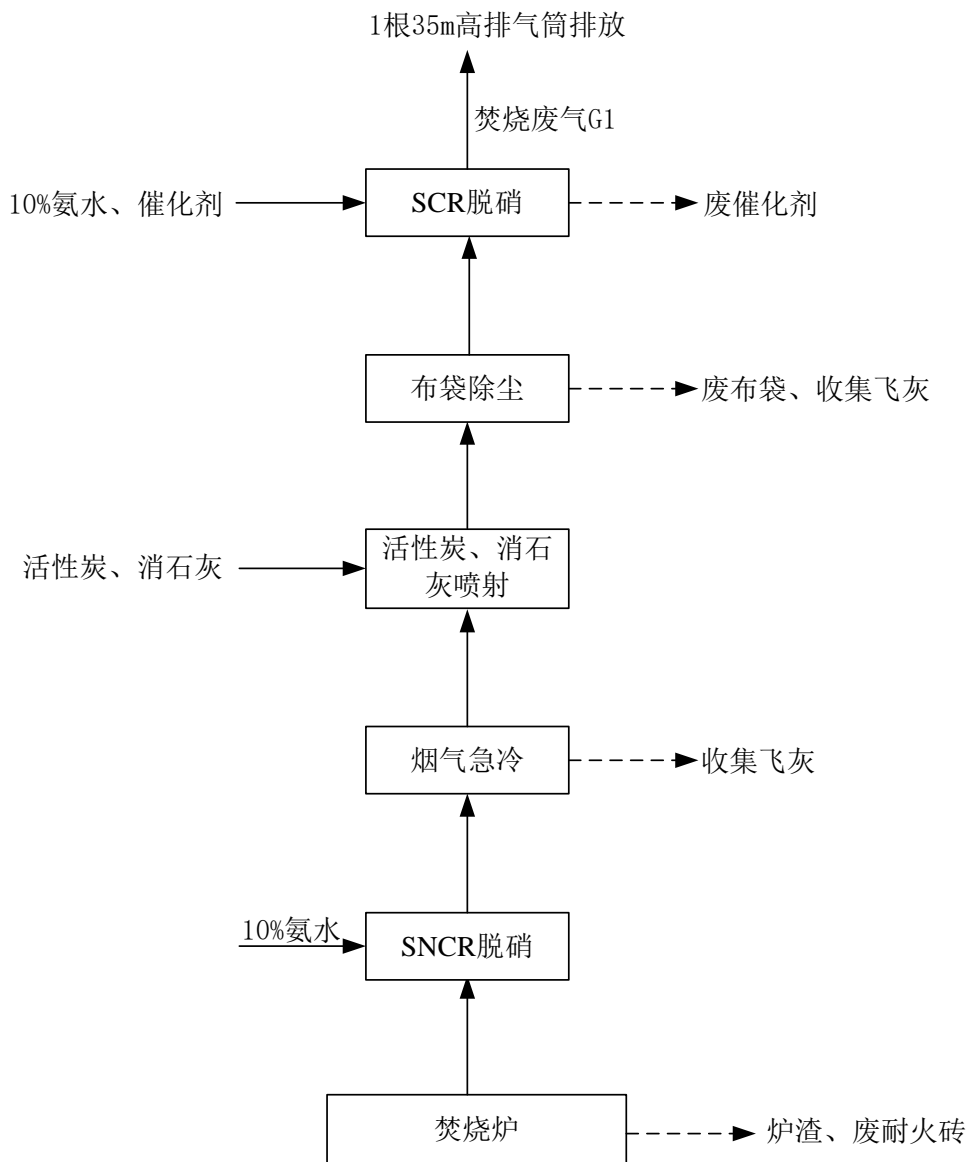 1根35m高排气筒排放
焚烧废气G1
10%氨水、催化剂
SCR脱硝
废催化剂
布袋除尘
废布袋、收集飞灰
活性炭、消石灰
活性炭、消石
灰喷射
烟气急冷
收集飞灰
10%氨水
SNCR脱硝
焚烧炉
炉渣、废耐火砖